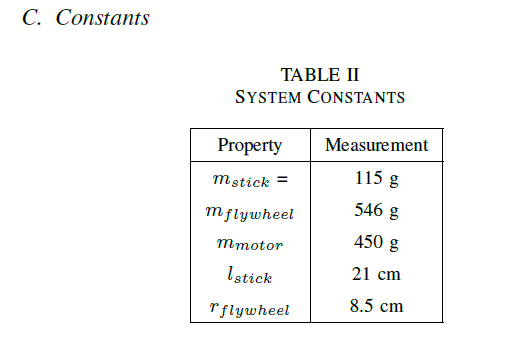 C. Constants
TABLE II
SYSTEM CONSTANTS
Property Measurement
m_stick = 115 g
m_flywheel 546 g
m_motor 450 g
l_stick 21 cm
r_flywheel 8.5 cm